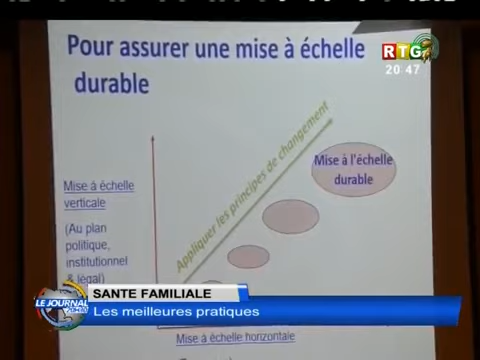 Pour assurer une mise à échelle
durable
RTG
20 47
Appliquer les principes de changement
Mise à l'échelle
durable
Mise à échelle
verticale
(Au plan
politique,
institutionnel
& légal)
LE JOURNAL
SANTE FAMILIALE
Les meilleures pratiques
Mise à échelle horizontale